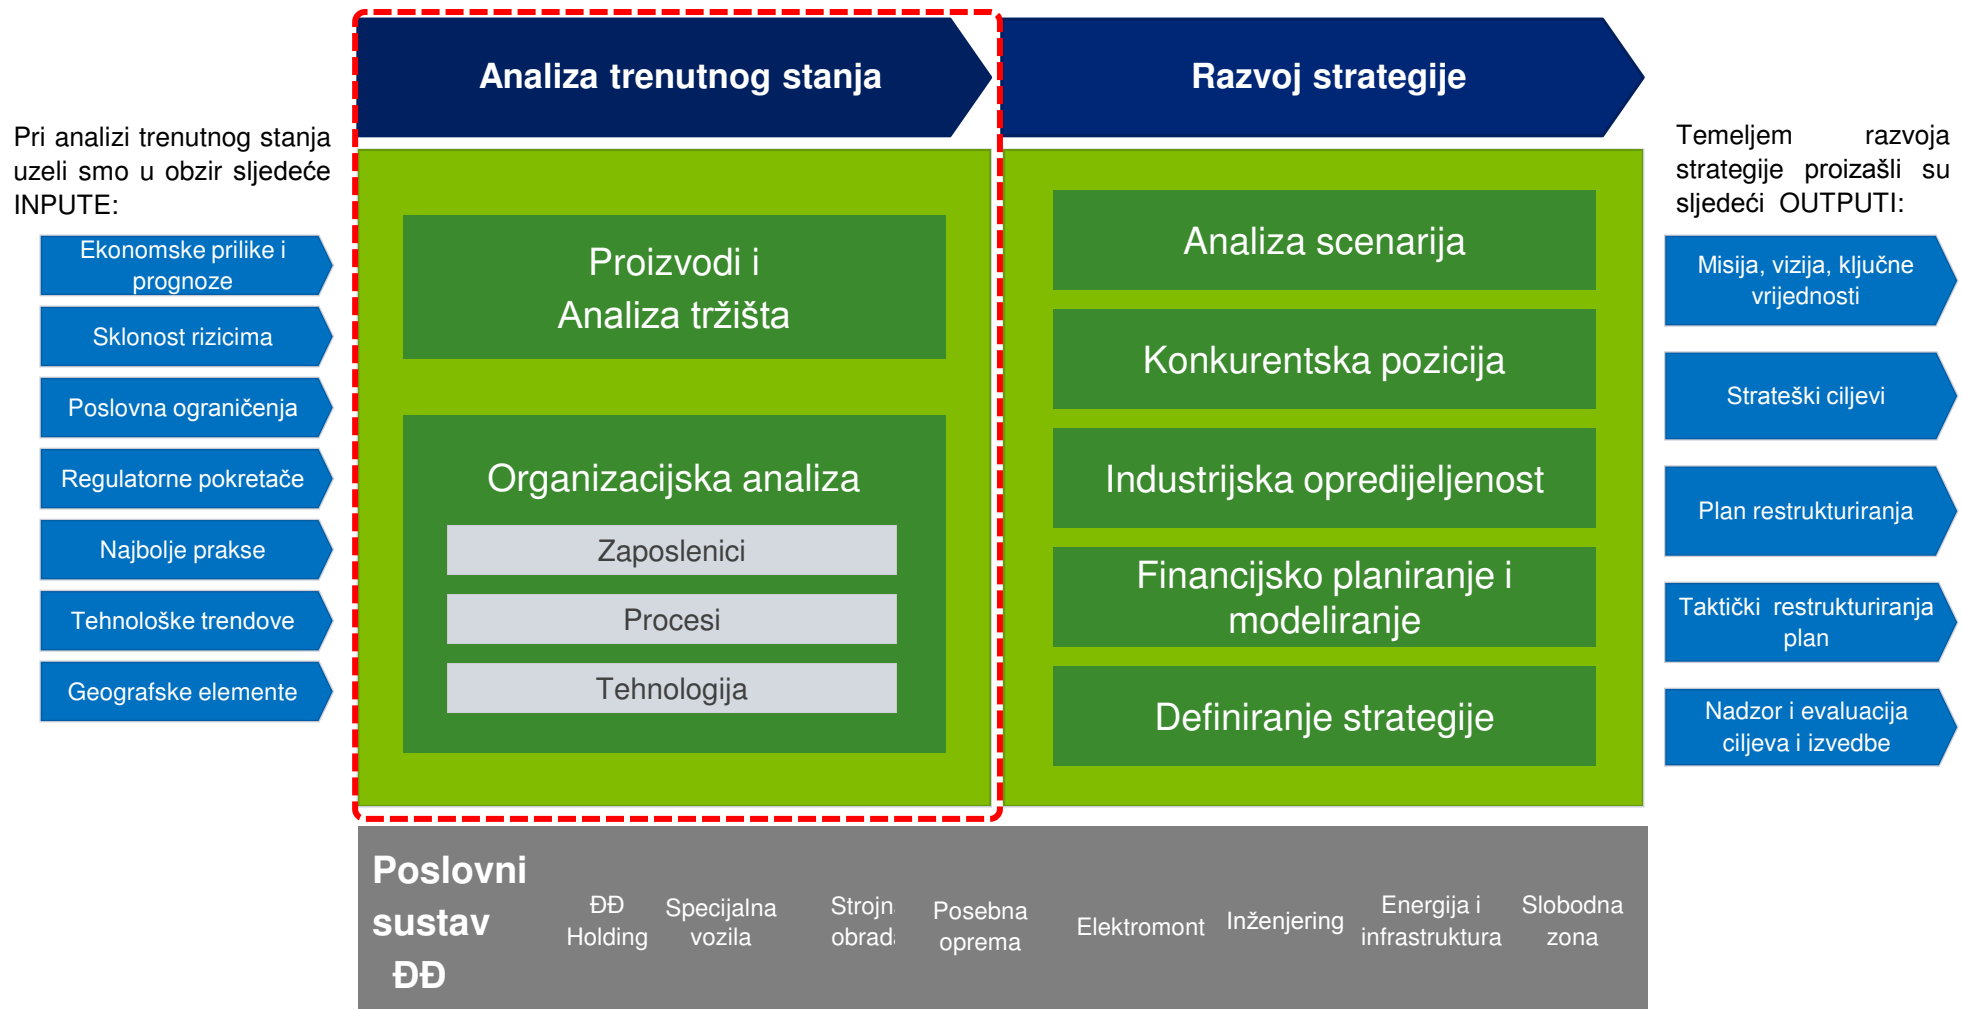 Analiza trenutnog stanja
Razvoj strategije
Pri analizi trenutnog stanja
uzeli smo u obzir sljedeće
INPUTE:
Ekonomske prilike i
prognoze
Sklonost rizicima
Poslovna ograničenja
Regulatorne pokretače
Najbolje prakse
Tehnološke trendove
Geografske elemente
Proizvodi i
Analiza tržišta
Organizacijska analiza
Zaposlenici
Procesi
Tehnologija
Analiza scenarija
Konkurentska pozicija
Industrijska opredijeljenost
Financijsko planiranje i
modeliranje
Definiranje strategije
Temeljem razvoja
strategije proizašli su
sljedeći OUTPUTI:
Misija, vizija, ključne
vrijednosti
Strateški ciljevi
Plan restrukturiranja
Taktički restrukturiranja
plan
Nadzor i evaluacija
ciljeva i izvedbe
Poslovni
sustav
ĐĐ
ĐĐ
Holding
Specijalna
vozila
Posebna
oprema
Elektromont
Inženjering
Energija i
infrastruktura
Slobodna
zona